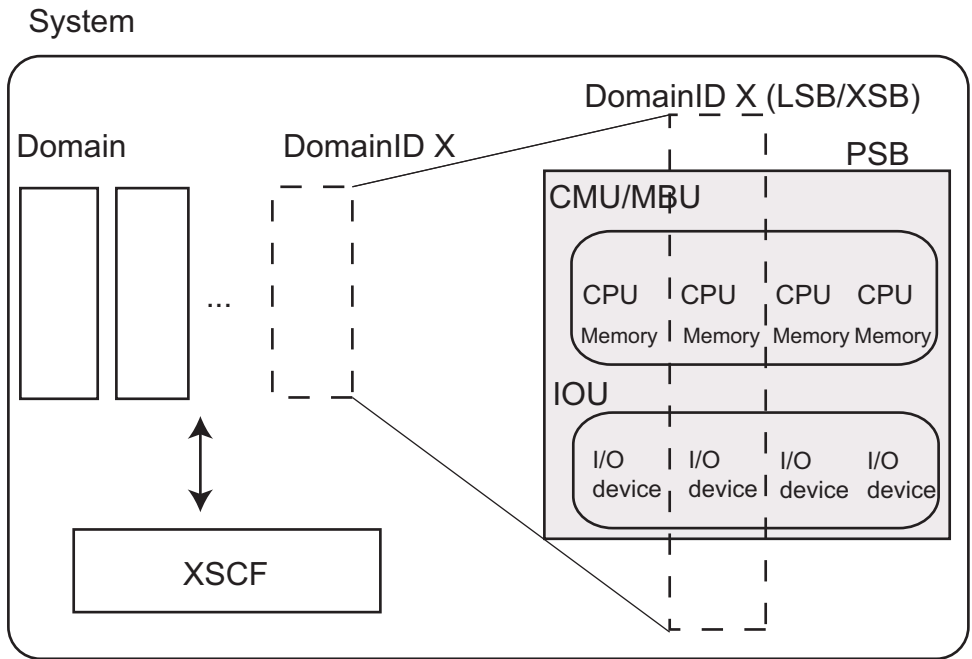 System
DomainID X (LSB/XSB)
Domain
DomainID X
PSB
CMU/MBU
CPU CPU CPU CPU
Memory Memory Memory Memory
...
IOU
I/O device
I/O device
I/O device
I/O device
XSCF